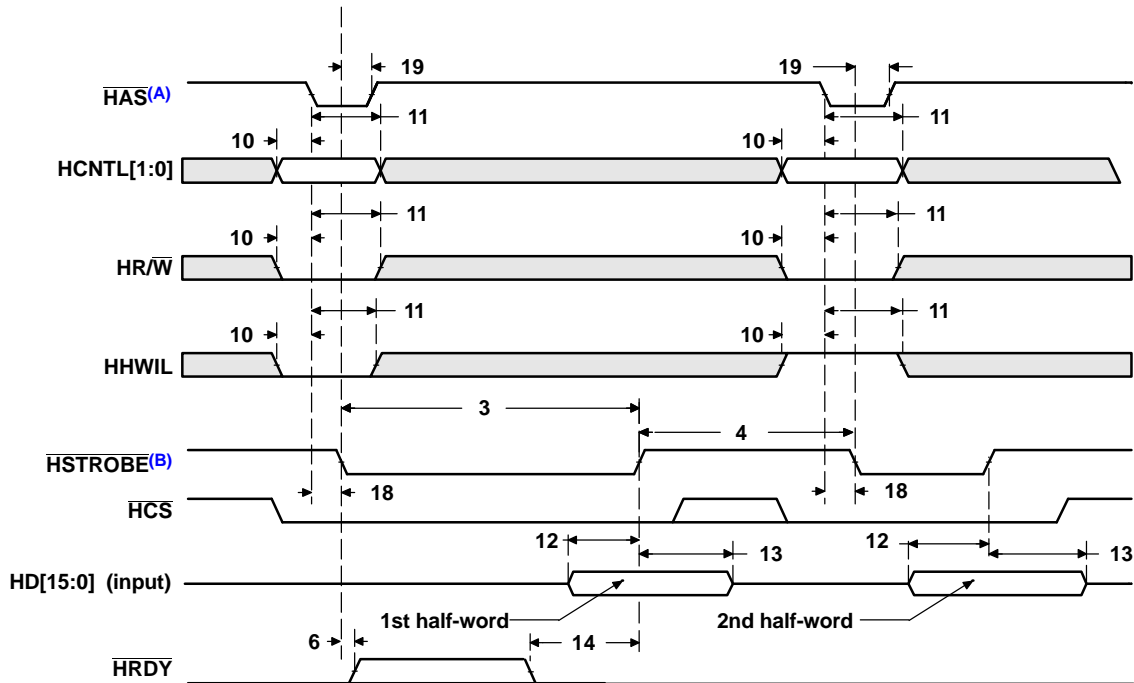 19 19
HAS(A)
11 11
10 10
HCNTL[1:0]
11 11
10 10
HR/W
11 11
10 10
HHWIL
3
4
HSTROBE(B)
18 18
HCS
12 12
13 13
HD[15:0] (input)
1st half-word 2nd half-word
6 14
HRDY